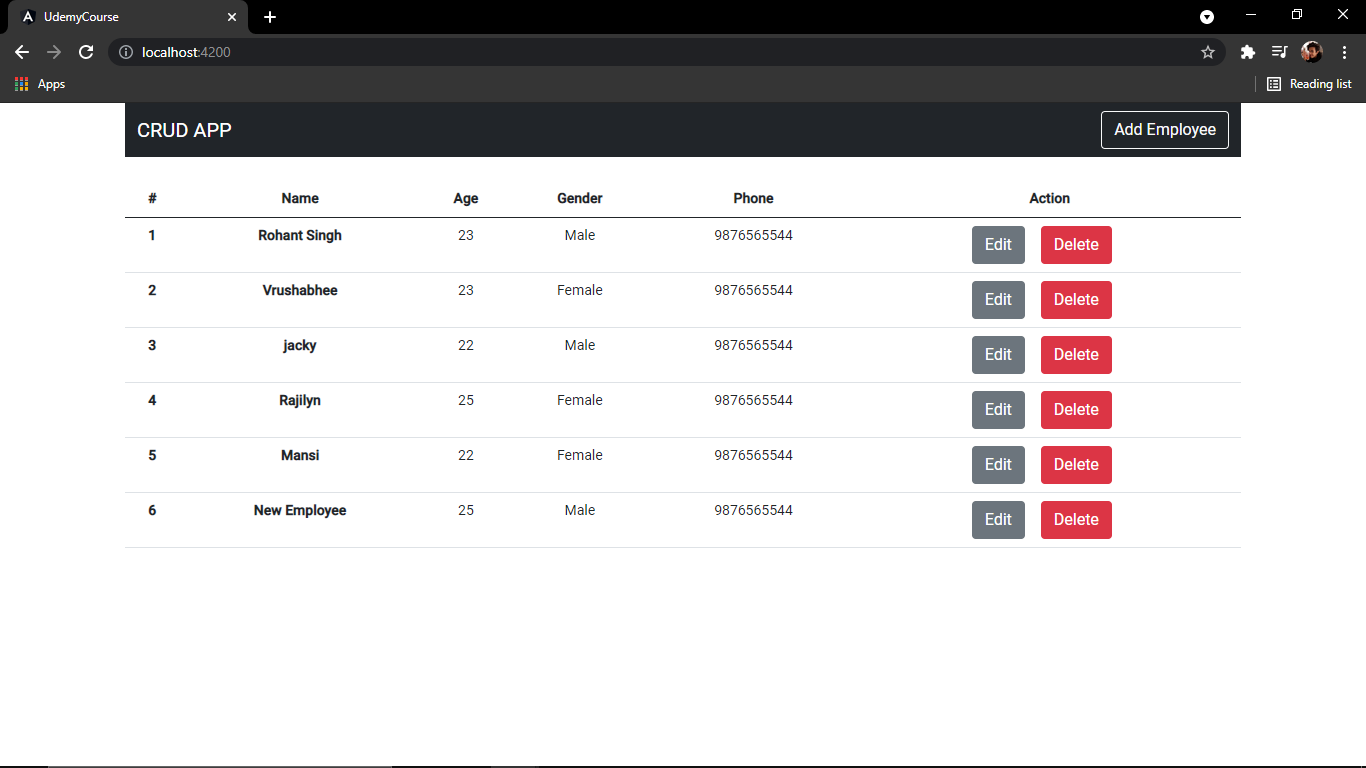 UdemyCourse
localhost:4200
Apps
Reading list
CRUD APP Add Employee
# Name Age Gender Phone Action
1 Rohant Singh 23 Male 9876565544 Edit Delete
2 Vrushabhee 23 Female 9876565544 Edit Delete
3 jacky 22 Male 9876565544 Edit Delete
4 Rajilyn 25 Female 9876565544 Edit Delete
5 Mansi 22 Female 9876565544 Edit Delete
6 New Employee 25 Male 9876565544 Edit Delete